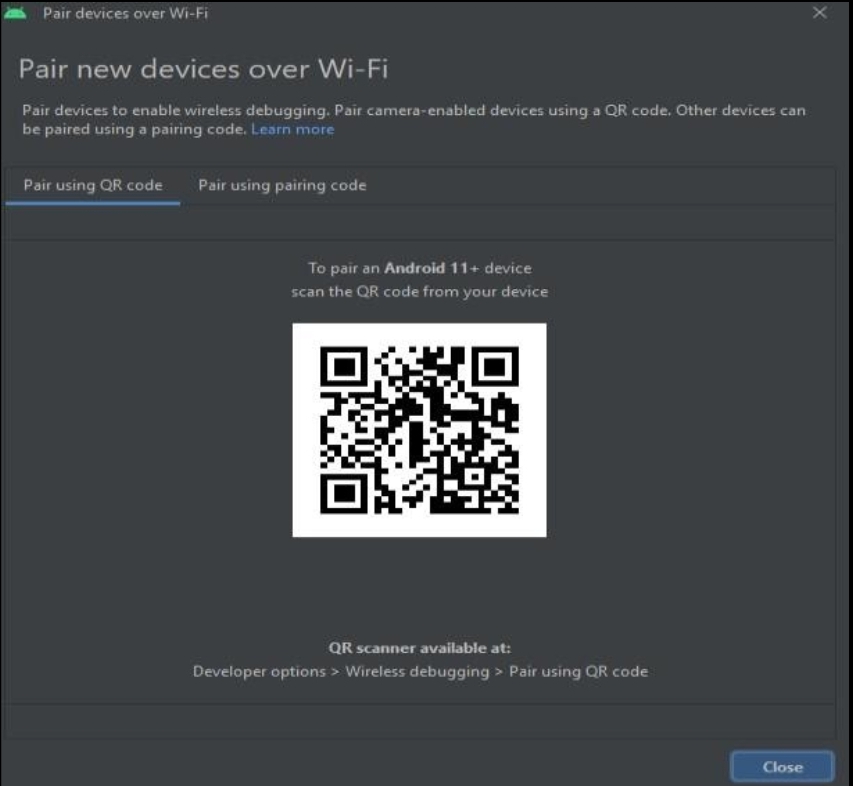 Pair devices over Wi-Fi
Pair new devices over Wi-Fi
Pair devices to enable wireless debugging. Pair camera-enabled devices using a QR code. Other devices can
be paired using a pairing code. Learn more
Pair using QR code
Pair using pairing code
To pair an Android 11+ device
scan the QR code from your device
QR scanner available at:
Developer options > Wireless debugging > Pair using QR code
Close